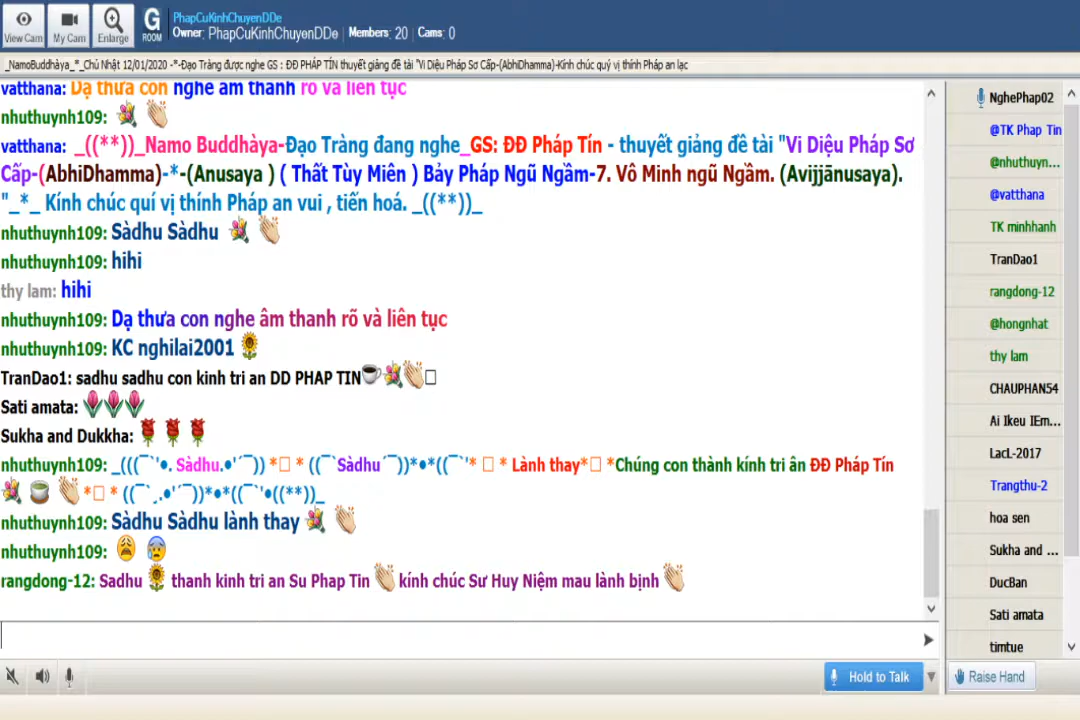 PhapCuKinhChuyenDDe
View Cam
My Cam
Enlarge
G
ROOM
Owner: PhapCuKinhChuyenDDe | Members: 20 | Cams: 0
_NamoBuddhàya_*_Chủ Nhật 12/01/2020 -*-Đạo Tràng được nghe GS : ĐĐ PHÁP TÍN thuyết giảng đề tài "Vi Diệu Pháp Sơ Cấp-(AbhiDhamma)-Kính chúc quý vị thính Pháp an lạc
vatthana: Dạ thưa con nghe âm thanh rõ và liên tục
nhuthuynh109:
vatthana: _((**))_Namo Buddhàya-Đạo Tràng đang nghe_GS: ĐĐ Pháp Tín - thuyết giảng đề tài "Vi Diệu Pháp Sơ
Cấp-(AbhiDhamma)-*-(Anusaya ) ( Thất Tùy Miên ) Bảy Pháp Ngũ Ngầm-7. Vô Minh ngũ Ngầm. (Avijjānusaya).
"_*_ Kính chúc quí vị thính Pháp an vui , tiến hoá. _((**))_
nhuthuynh109: Sàdhu Sàdhu
nhuthuynh109: hihi
thy lam: hihi
nhuthuynh109: Dạ thưa con nghe âm thanh rõ và liên tục
nhuthuynh109: KC nghilai2001
TranDao1: sadhu sadhu con kinh tri an DD PHAP TIN
Sati amata:
Sukha and Dukkha:
nhuthuynh109: _(((¯`'•. Sàdhu.•'´¯)) *□ * ((¯`Sàdhu´¯))*•*((¯`'* □ * Lành thay*□ *Chúng con thành kính tri ân ĐĐ Pháp Tín
*□ * ((¯`¸.•'´¯))*•*((¯`'•((**))_
nhuthuynh109: Sàdhu Sàdhu lành thay
nhuthuynh109:
rangdong-12: Sadhu thanh kinh tri an Su Phap Tin kính chúc Sư Huy Niệm mau lành bịnh
NghePhap02
@TK Phap Tin
@nhuthuyn...
@vatthana
TK minhhanh
TranDao1
rangdong-12
@hongnhat
thy lam
CHAUPHAN54
Ai Ikeu IEm...
LacL-2017
Trangthu-2
hoa sen
Sukha and ...
DucBan
Sati amata
timtue
Hold to Talk
Raise Hand